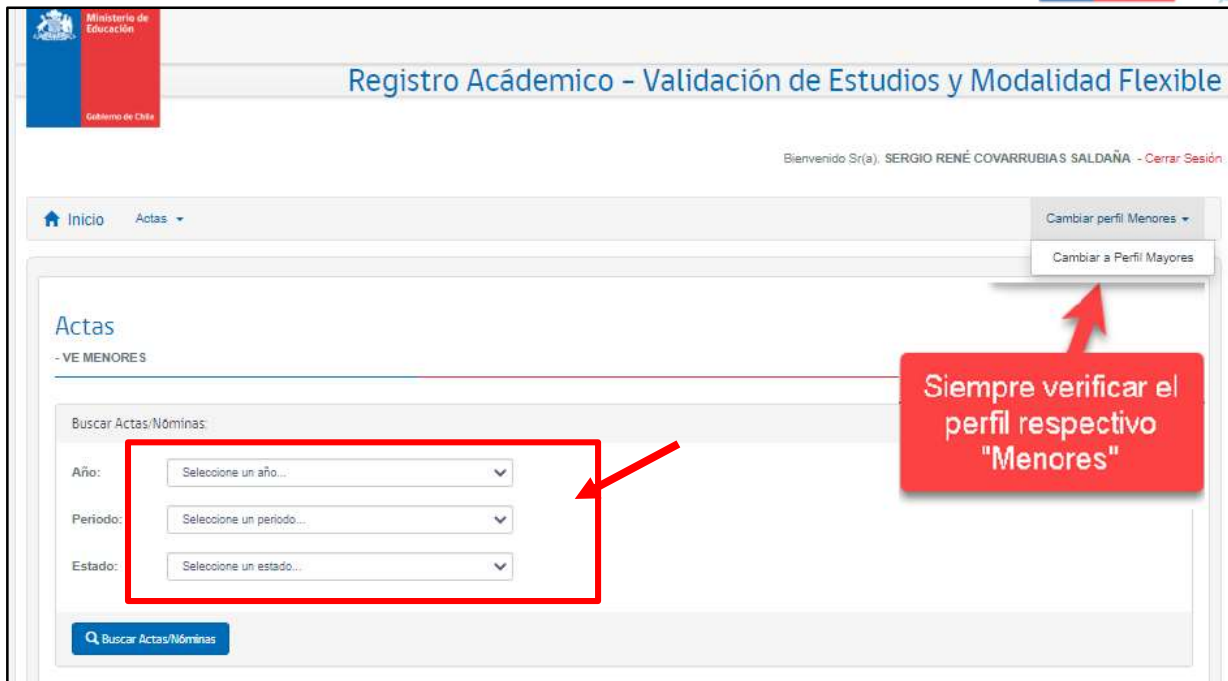 Ministerio de
Educación
Gobierno de Chile
Registro Acádemico - Validación de Estudios y Modalidad Flexible
Bienvenido Sr(a). SERGIO RENÉ COVARRUBIAS SALDAÑA - Cerrar Sesión
Inicio Actas Cambiar perfil Menores
Cambiar a Perfil Mayores
Actas
- VE MENORES
Siempre verificar el
perfil respectivo
"Menores"
Buscar Actas/Nóminas:
Año: Seleccione un año...
Periodo: Seleccione un periodo...
Estado: Seleccione un estado...
Buscar Actas/Nóminas